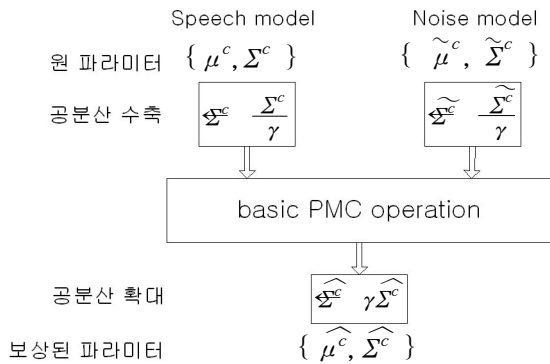 Speech model Noise model
원 파라미터 { μ^c, Σ^c } { μ̃^c, Σ̃^c }
공분산 수축 Σ^c ← Σ^c / γ Σ̃^c ← Σ̃^c / γ
basic PMC operation
공분산 확대 Σ̂^c ← γΣ̂^c
보상된 파라미터 { μ̂^c, Σ̂^c }